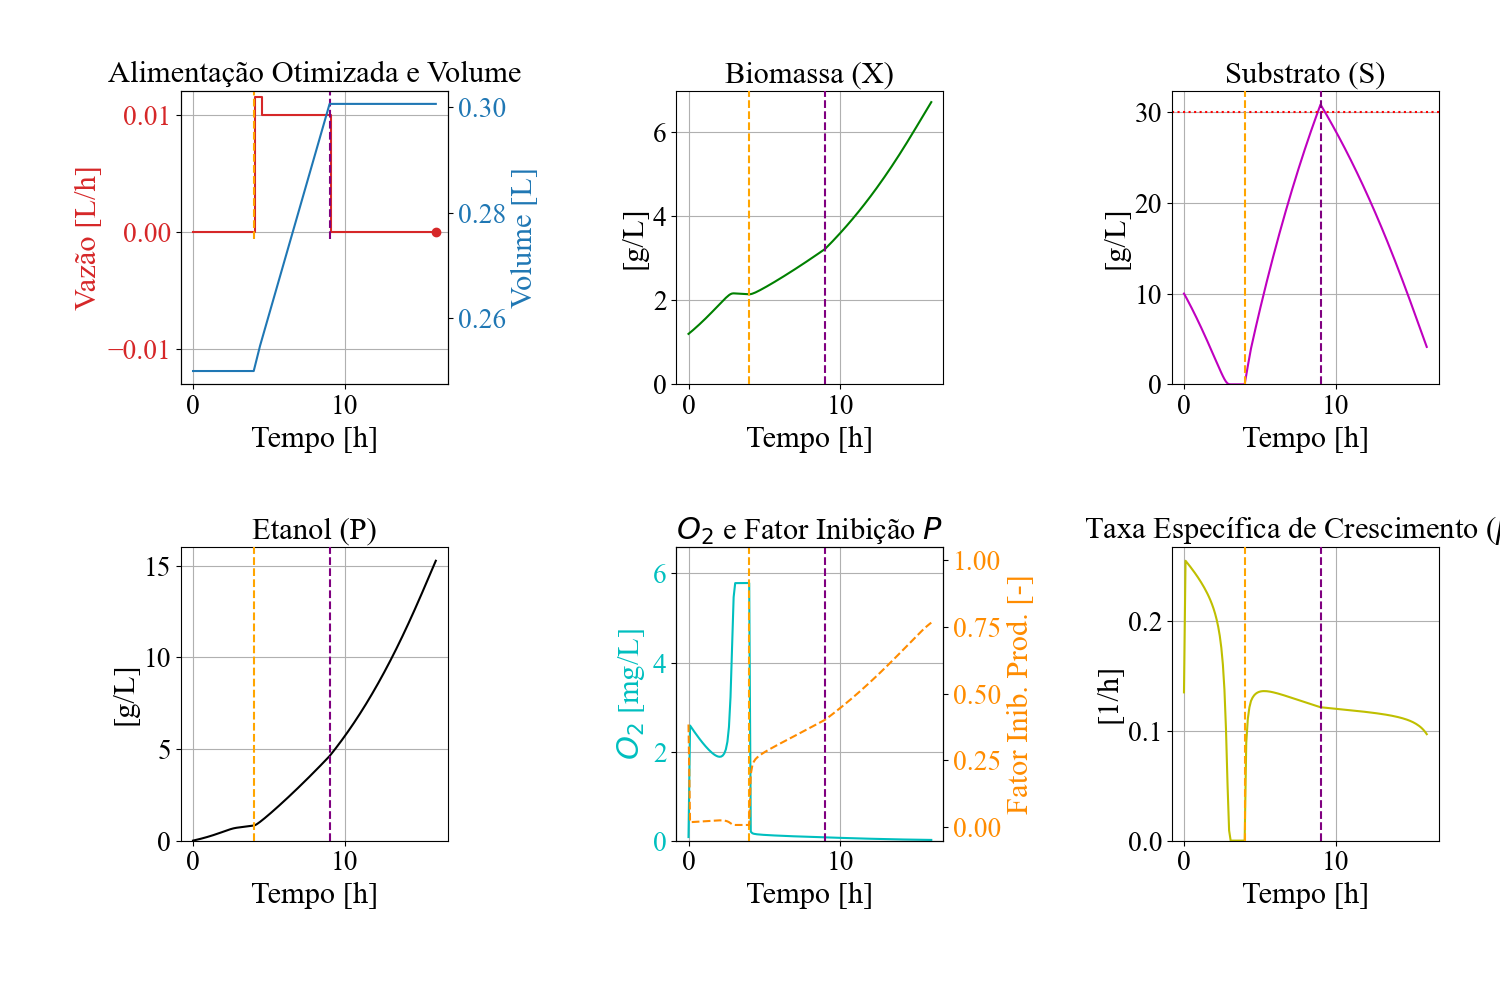 Alimentação Otimizada e Volume
0.01
0.00
−0.01
Vazão [L/h]
0.30
0.28
0.26
Volume [L]
0
10
Tempo [h]
Biomassa (X)
6
4
2
0
[g/L]
0
10
Tempo [h]
Substrato (S)
30
20
10
0
[g/L]
0
10
Tempo [h]
Etanol (P)
15
10
5
0
[g/L]
0
10
Tempo [h]
O₂ e Fator Inibição P
6
4
2
0
O₂ [mg/L]
1.00
0.75
0.50
0.25
0.00
Fator Inib. Prod. [-]
0
10
Tempo [h]
Taxa Específica de Crescimento (
0.2
0.1
0.0
[1/h]
0
10
Tempo [h]